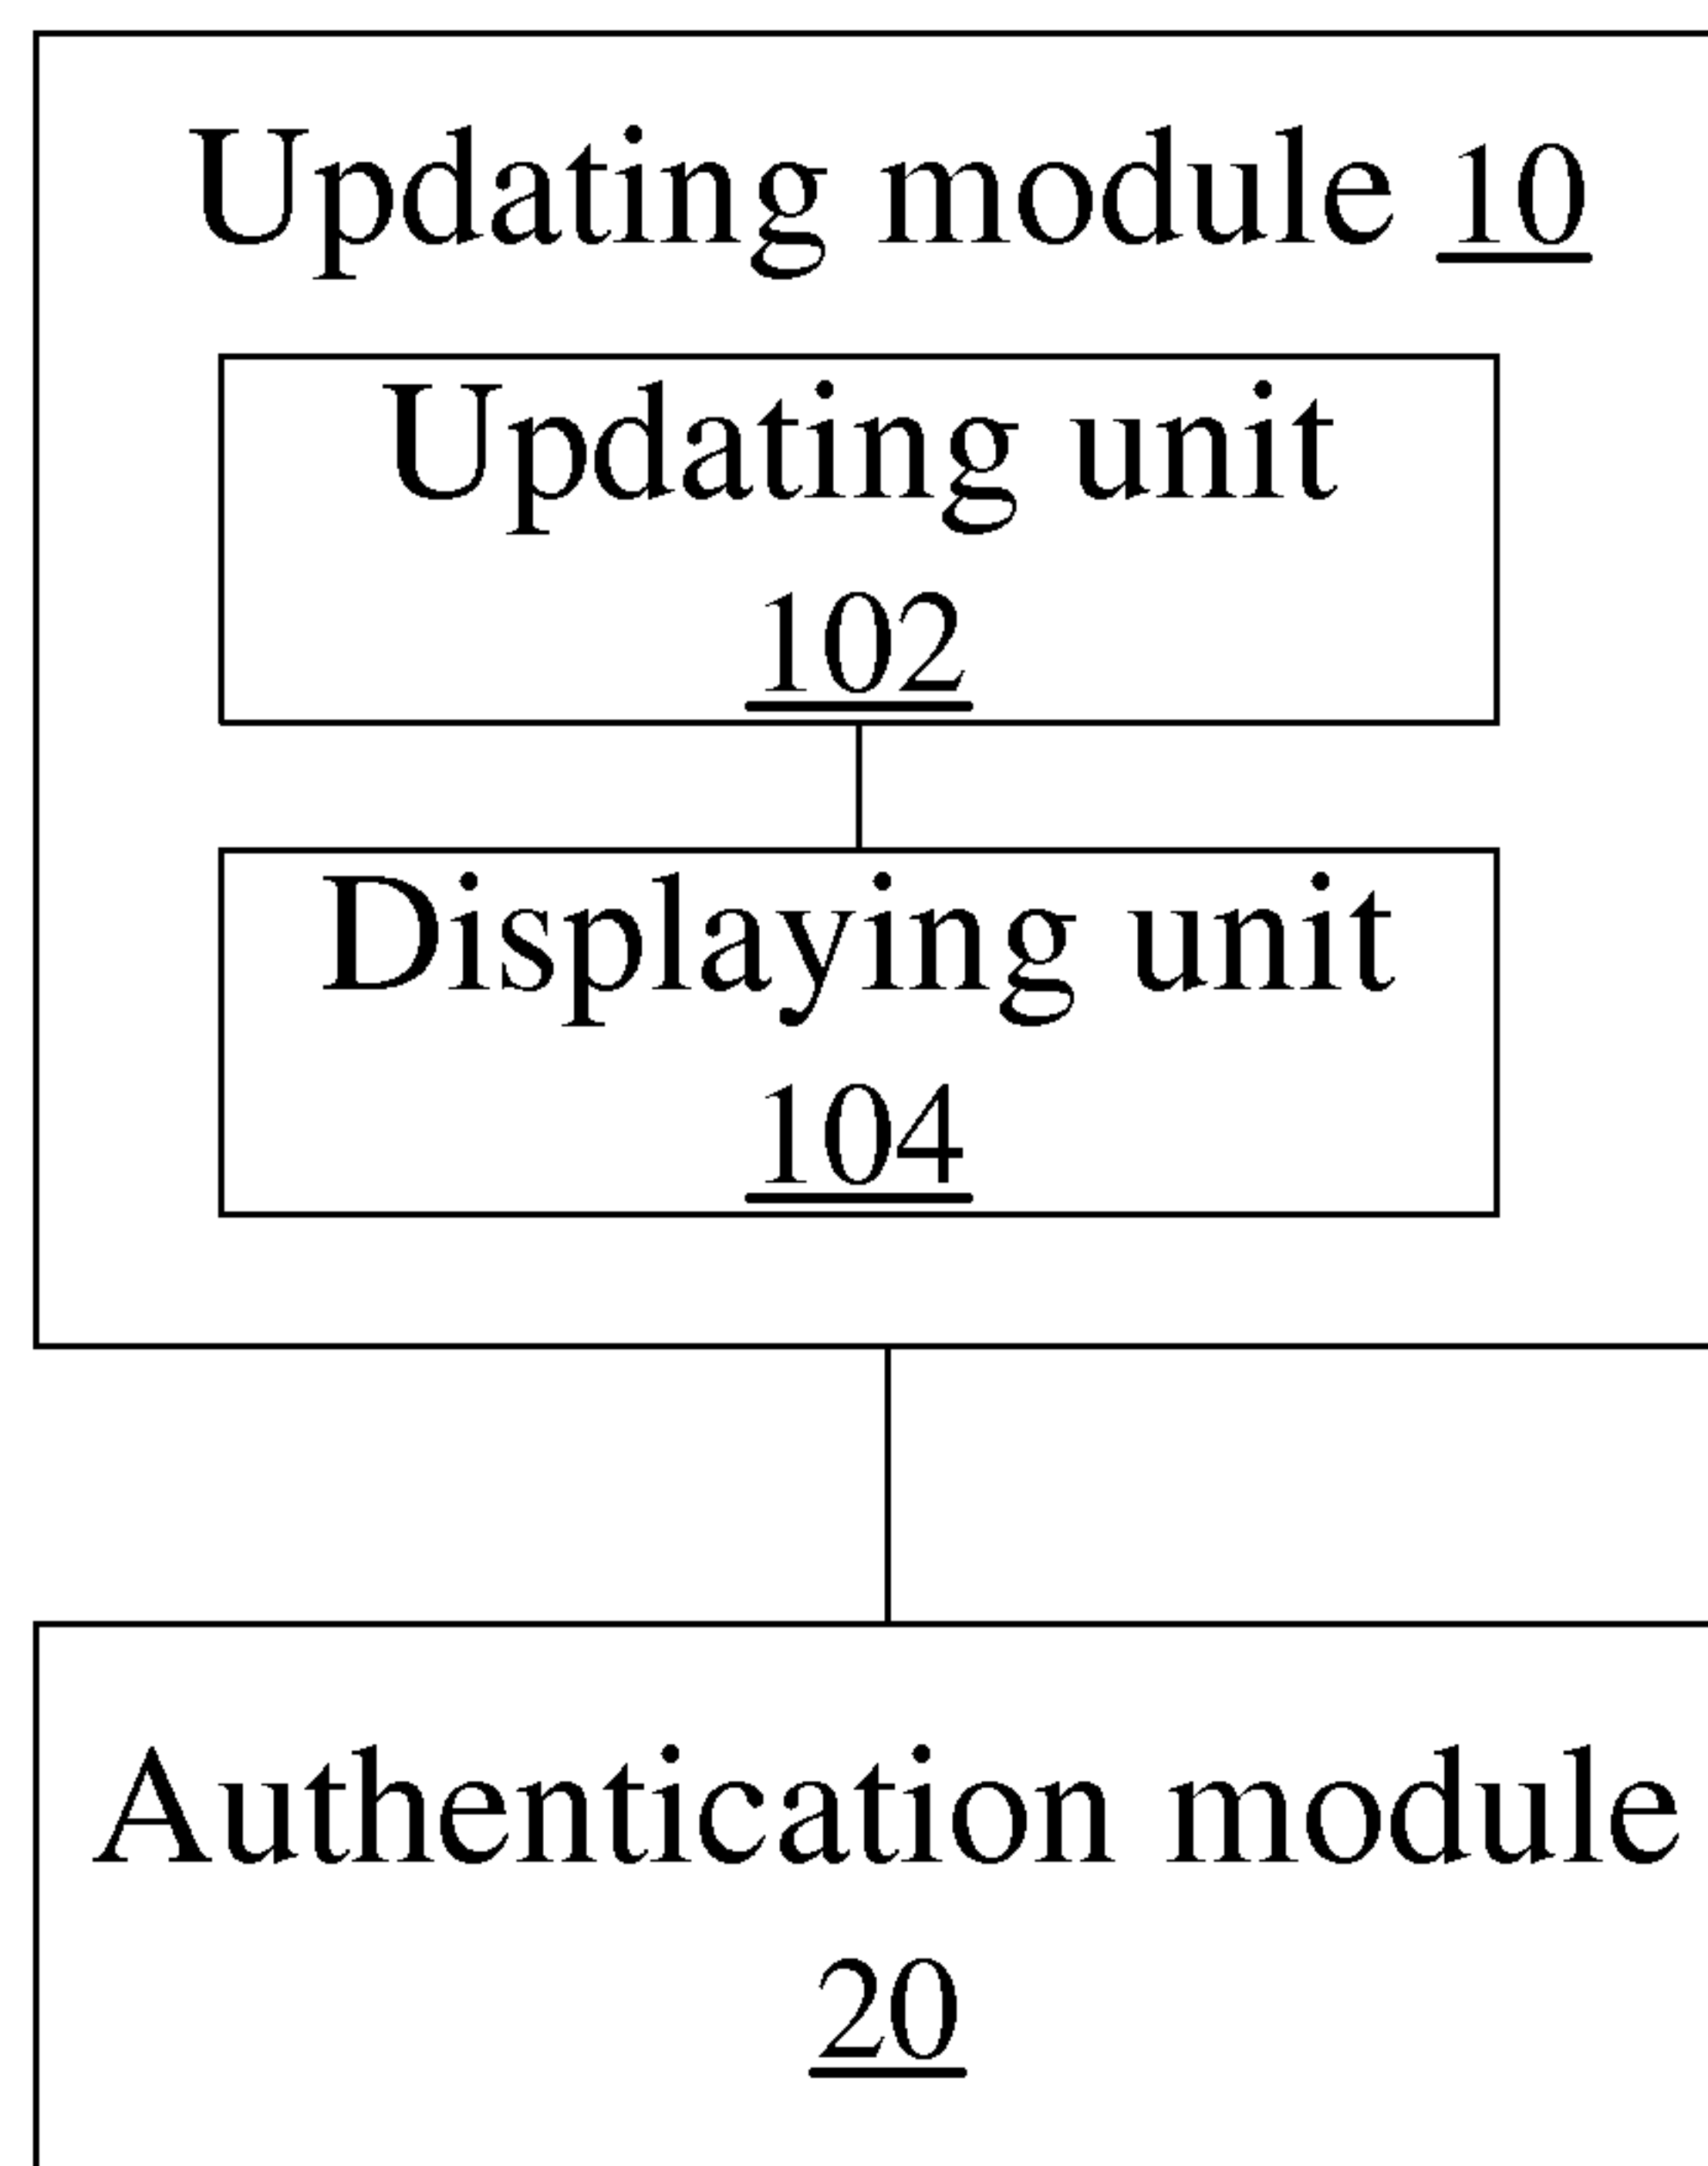 Updating module 10
Updating unit
102
Displaying unit
104
Authentication module
20